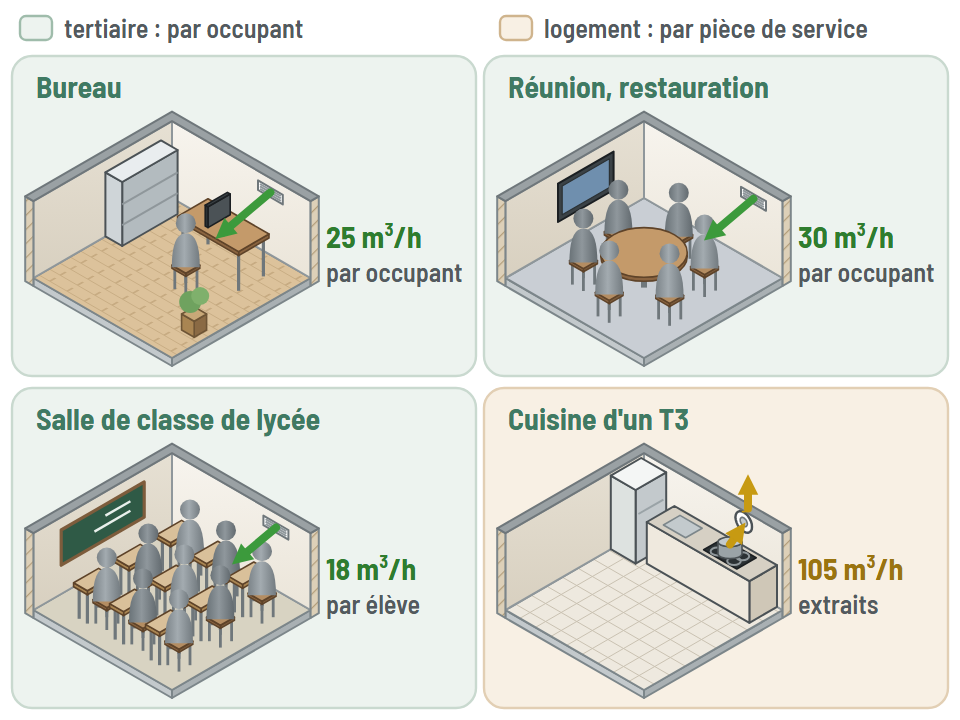 tertiaire : par occupant
logement : par pièce de service
Bureau
25 m³/h
par occupant
Réunion, restauration
30 m³/h
par occupant
Salle de classe de lycée
18 m³/h
par élève
Cuisine d'un T3
105 m³/h
extraits